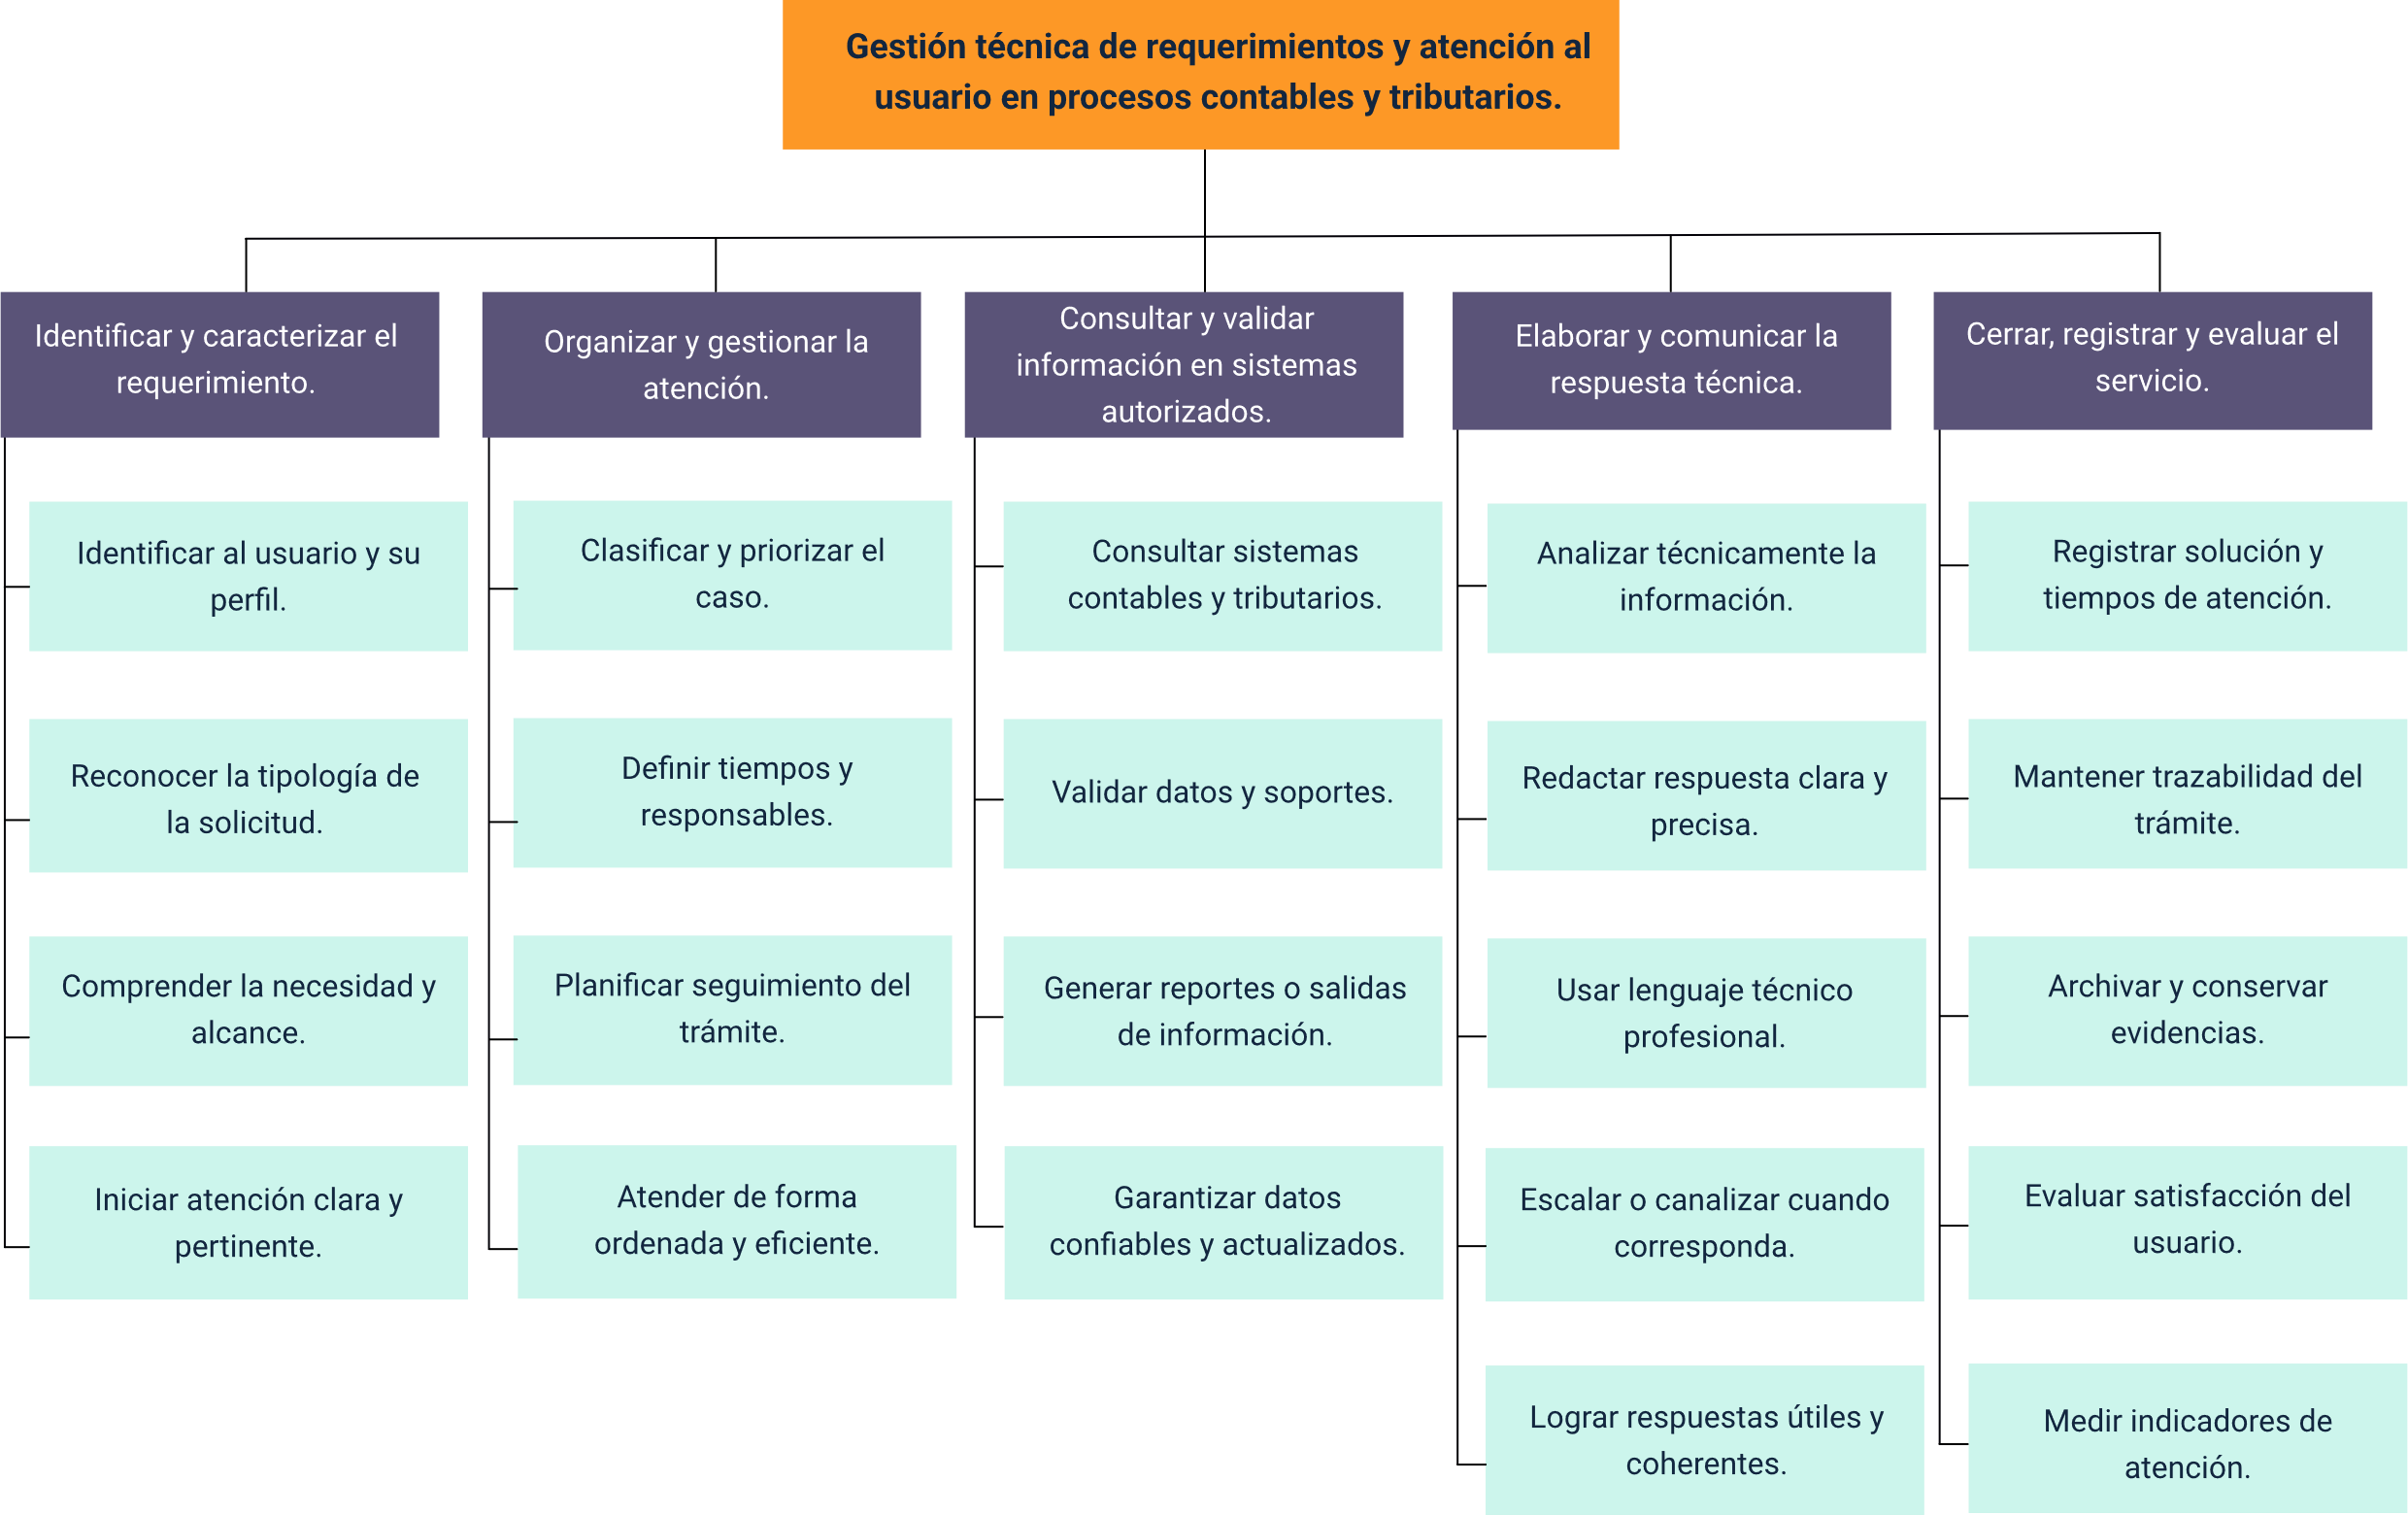 Gestión técnica de requerimientos y atención al
usuario en procesos contables y tributarios.
Identificar y caracterizar el
requerimiento.
Identificar al usuario y su
perfil.
Reconocer la tipología de
la solicitud.
Comprender la necesidad y
alcance.
Iniciar atención clara y
pertinente.
Organizar y gestionar la
atención.
Clasificar y priorizar el
caso.
Definir tiempos y
responsables.
Planificar seguimiento del
trámite.
Atender de forma
ordenada y eficiente.
Consultar y validar
información en sistemas
autorizados.
Consultar sistemas
contables y tributarios.
Validar datos y soportes.
Generar reportes o salidas
de información.
Garantizar datos
confiables y actualizados.
Elaborar y comunicar la
respuesta técnica.
Analizar técnicamente la
información.
Redactar respuesta clara y
precisa.
Usar lenguaje técnico
profesional.
Escalar o canalizar cuando
corresponda.
Lograr respuestas útiles y
coherentes.
Cerrar, registrar y evaluar el
servicio.
Registrar solución y
tiempos de atención.
Mantener trazabilidad del
trámite.
Archivar y conservar
evidencias.
Evaluar satisfacción del
usuario.
Medir indicadores de
atención.